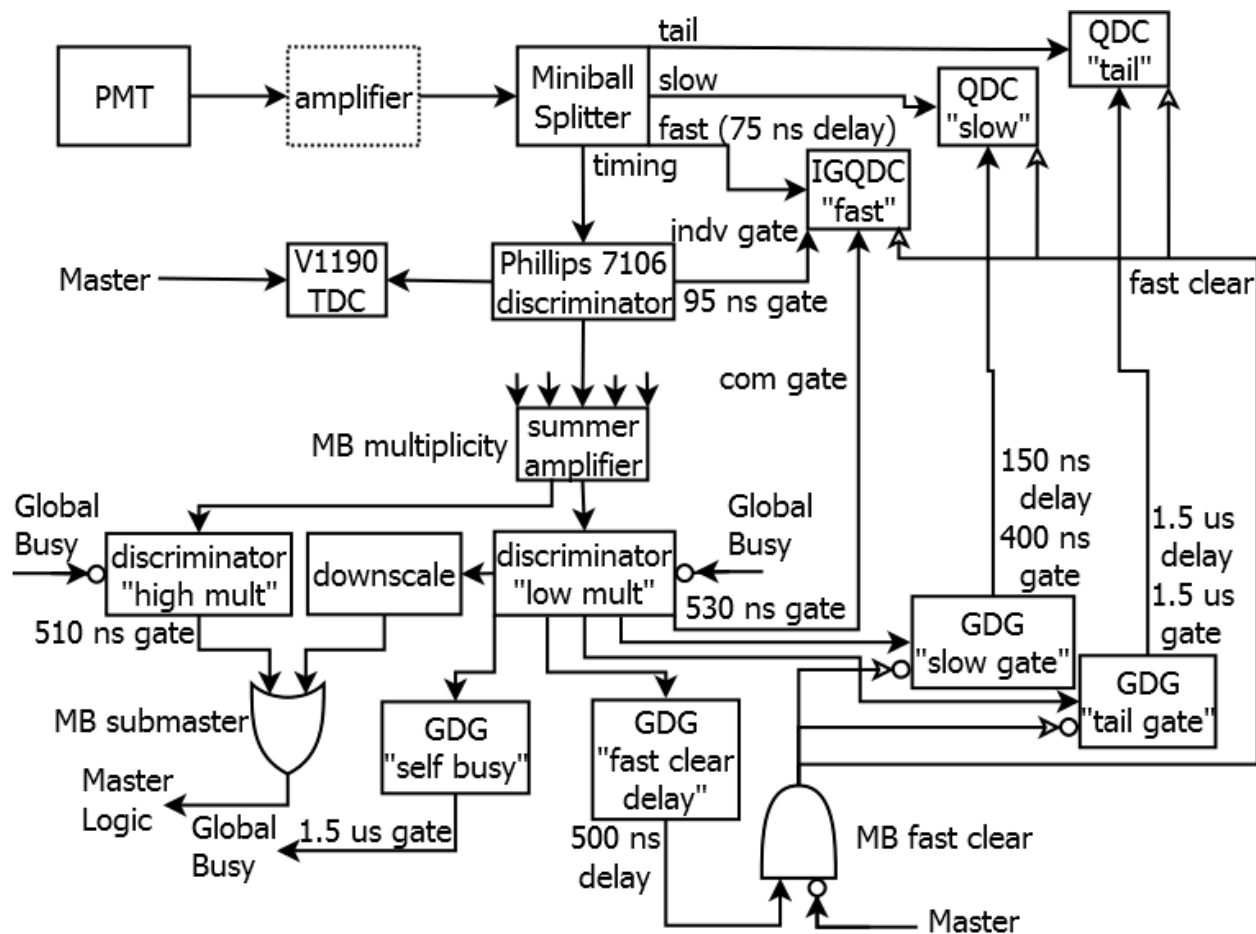 tail
QDC
"tail"
PMT
amplifier
Miniball
Splitter
slow
QDC
"slow"
fast (75 ns delay)
timing
IGQDC
"fast"
indv gate
Master
V1190
TDC
Phillips 7106
discriminator
95 ns gate
fast clear
com gate
MB multiplicity
summer
amplifier
150 ns
delay
400 ns
gate
1.5 us
delay
1.5 us
gate
Global
Busy
discriminator
"high mult"
downscale
discriminator
"low mult"
Global
Busy
510 ns gate
530 ns gate
GDG
"slow gate"
GDG
"tail gate"
MB submaster
GDG
"self busy"
GDG
"fast clear
delay"
Master
Logic
Global
Busy
1.5 us gate
500 ns
delay
MB fast clear
Master